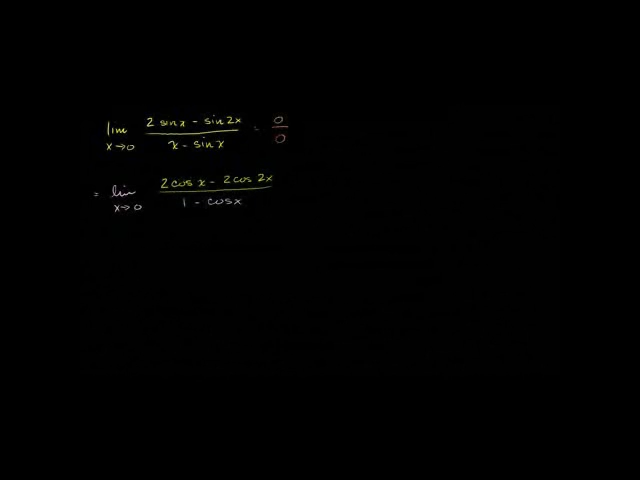 lim x→0 (2 sin x - sin 2x)/(x - sin x) = 0/0
= lim x→0 (2 cos x - 2 cos 2x)/(1 - cos x)